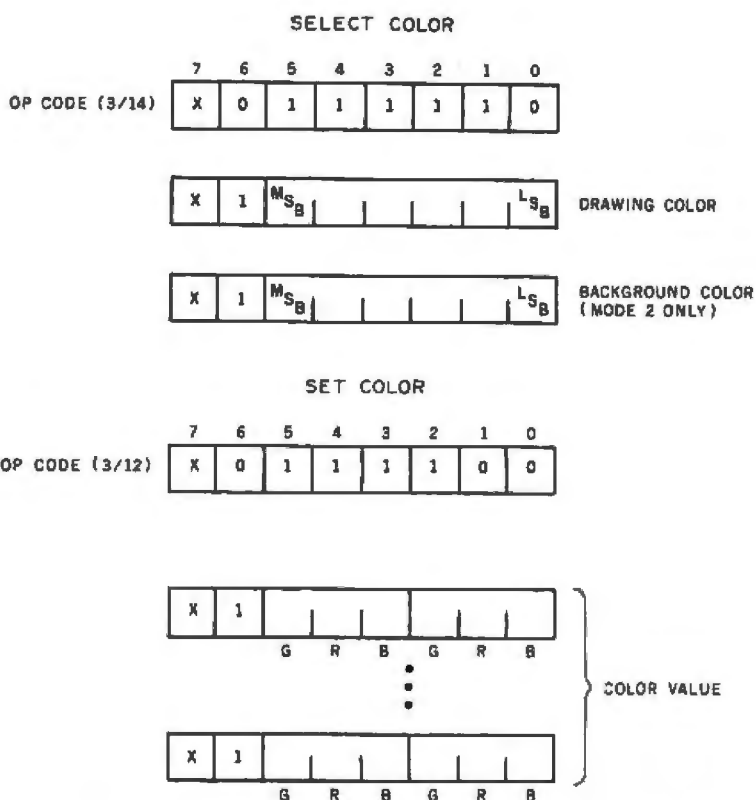 SELECT COLOR
7 6 5 4 3 2 1 0
OP CODE (3/14) X 0 1 1 1 1 1 0
X 1 MSB LSB DRAWING COLOR
X 1 MSB LSB BACKGROUND COLOR
(MODE 2 ONLY)
SET COLOR
7 6 5 4 3 2 1 0
OP CODE (3/12) X 0 1 1 1 1 0 0
X 1
G R B G R B
COLOR VALUE
X 1
G R B G R B